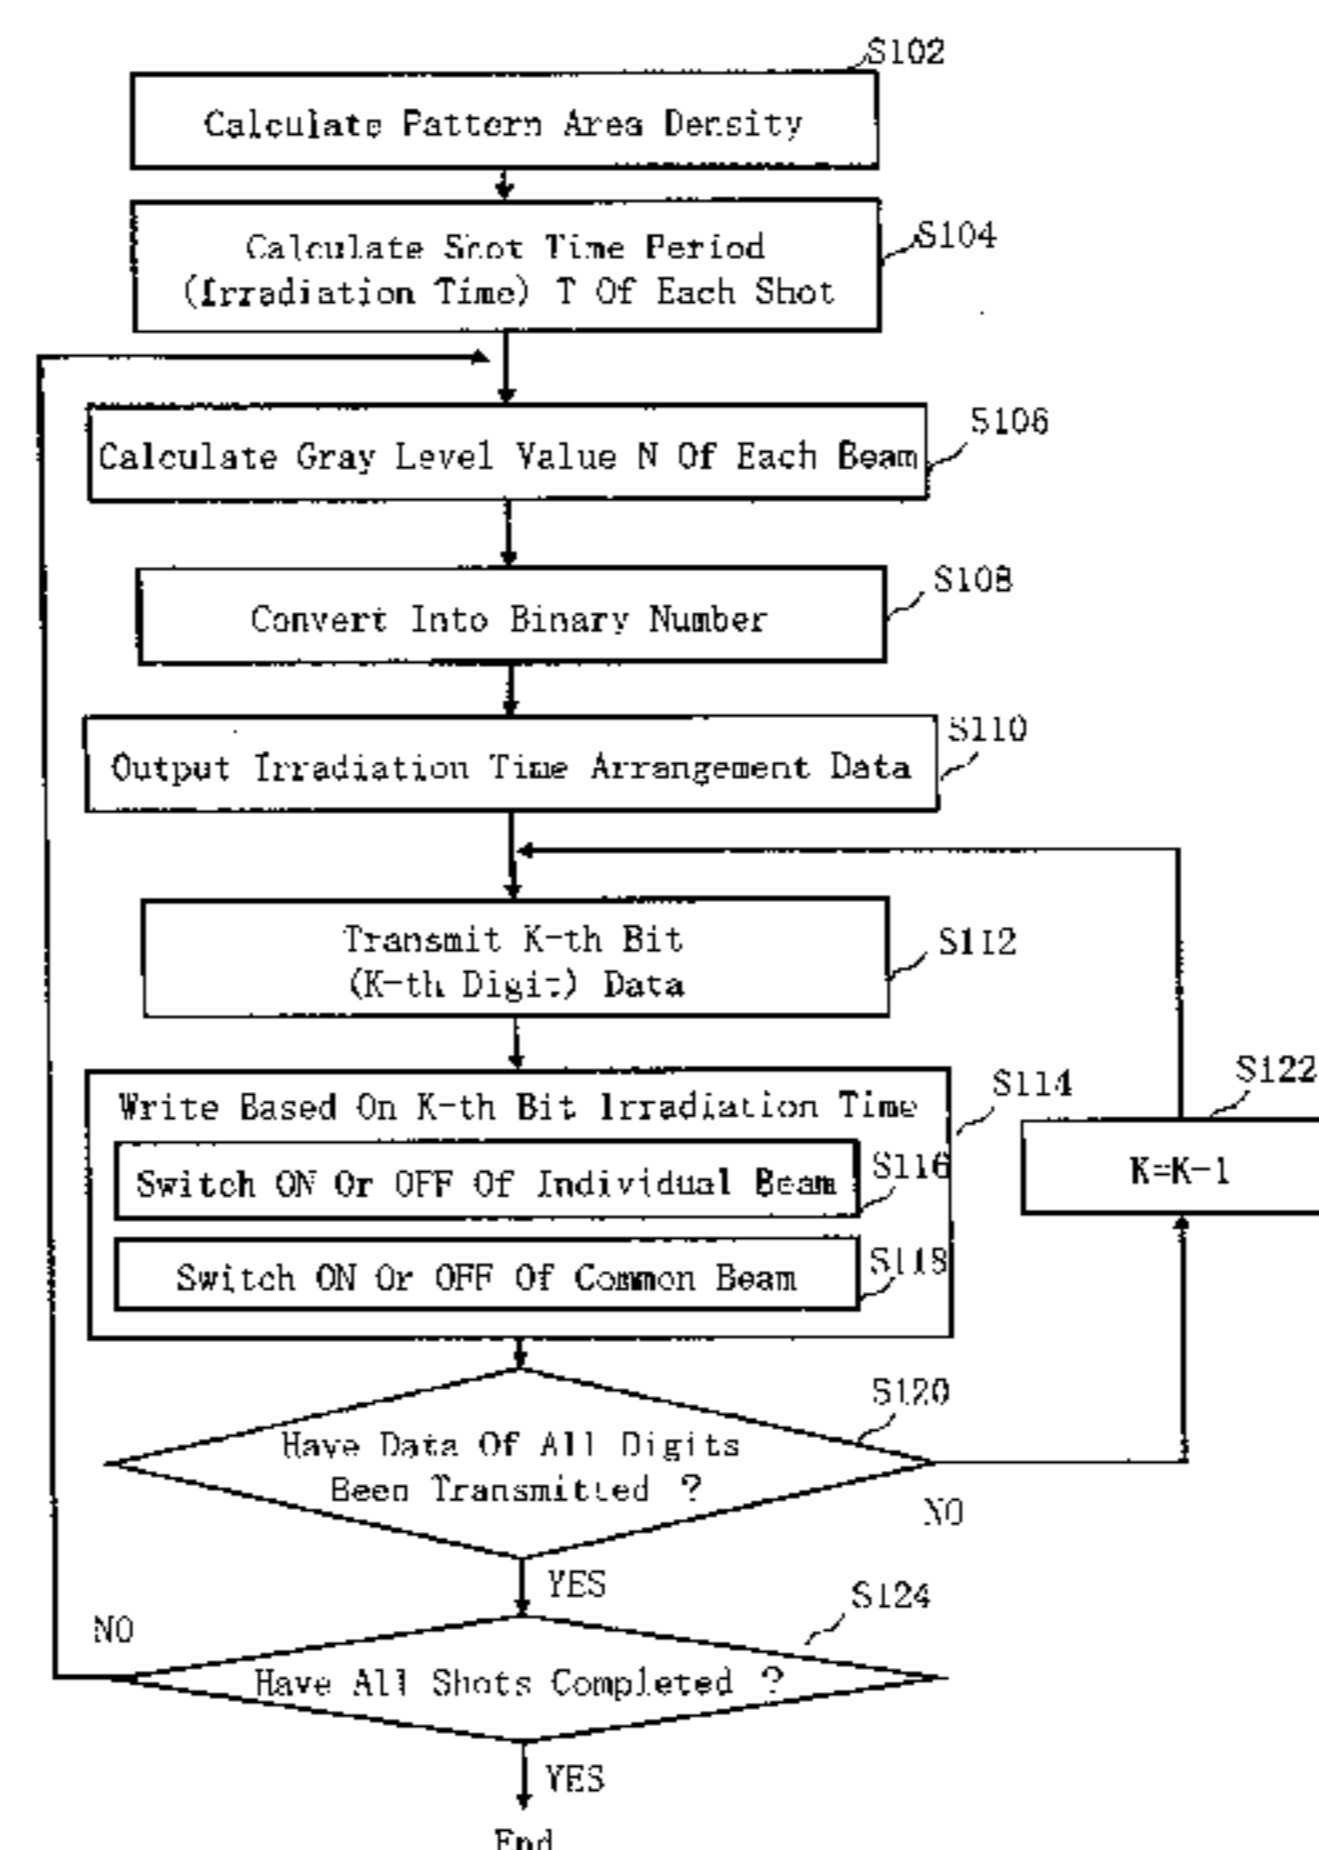 S102
Calculate Pattern Area Density
S104
Calculate Shot Time Period
(Irradiation Time) T Of Each Shot
S106
Calculate Gray Level Value N Of Each Beam
S108
Convert Into Binary Number
S110
Output Irradiation Time Arrangement Data
S112
Transmit K-th Bit
(K-th Digit) Data
S114
Write Based On K-th Bit Irradiation Time
S122
K=K-1
S116
Switch ON Or OFF Of Individual Beam
S118
Switch ON Or OFF Of Common Beam
S120
Have Data Of All Digits
Been Transmitted ?
NO
YES
S124
NO
Have All Shots Completed ?
YES
End